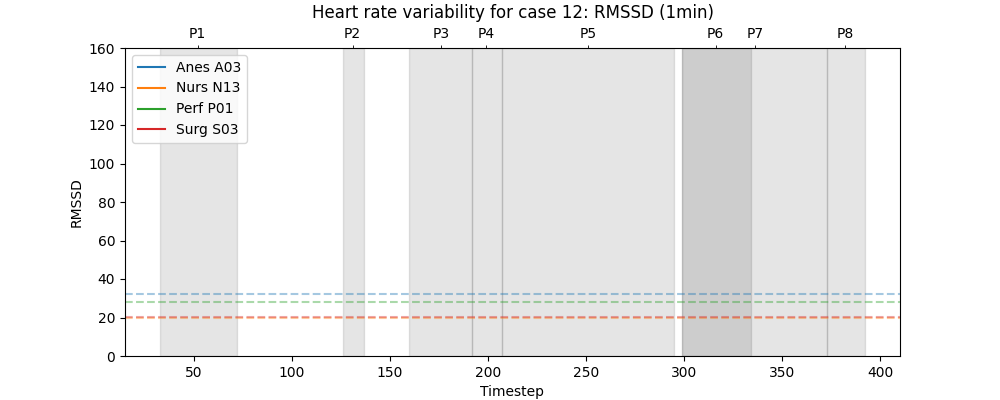 Heart rate variability for case 12: RMSSD (1min)
P1 P2 P3 P4 P5 P6 P7 P8
160
140
120
100
80
60
40
20
0
RMSSD
Anes A03
Nurs N13
Perf P01
Surg S03
50 100 150 200 250 300 350 400
Timestep